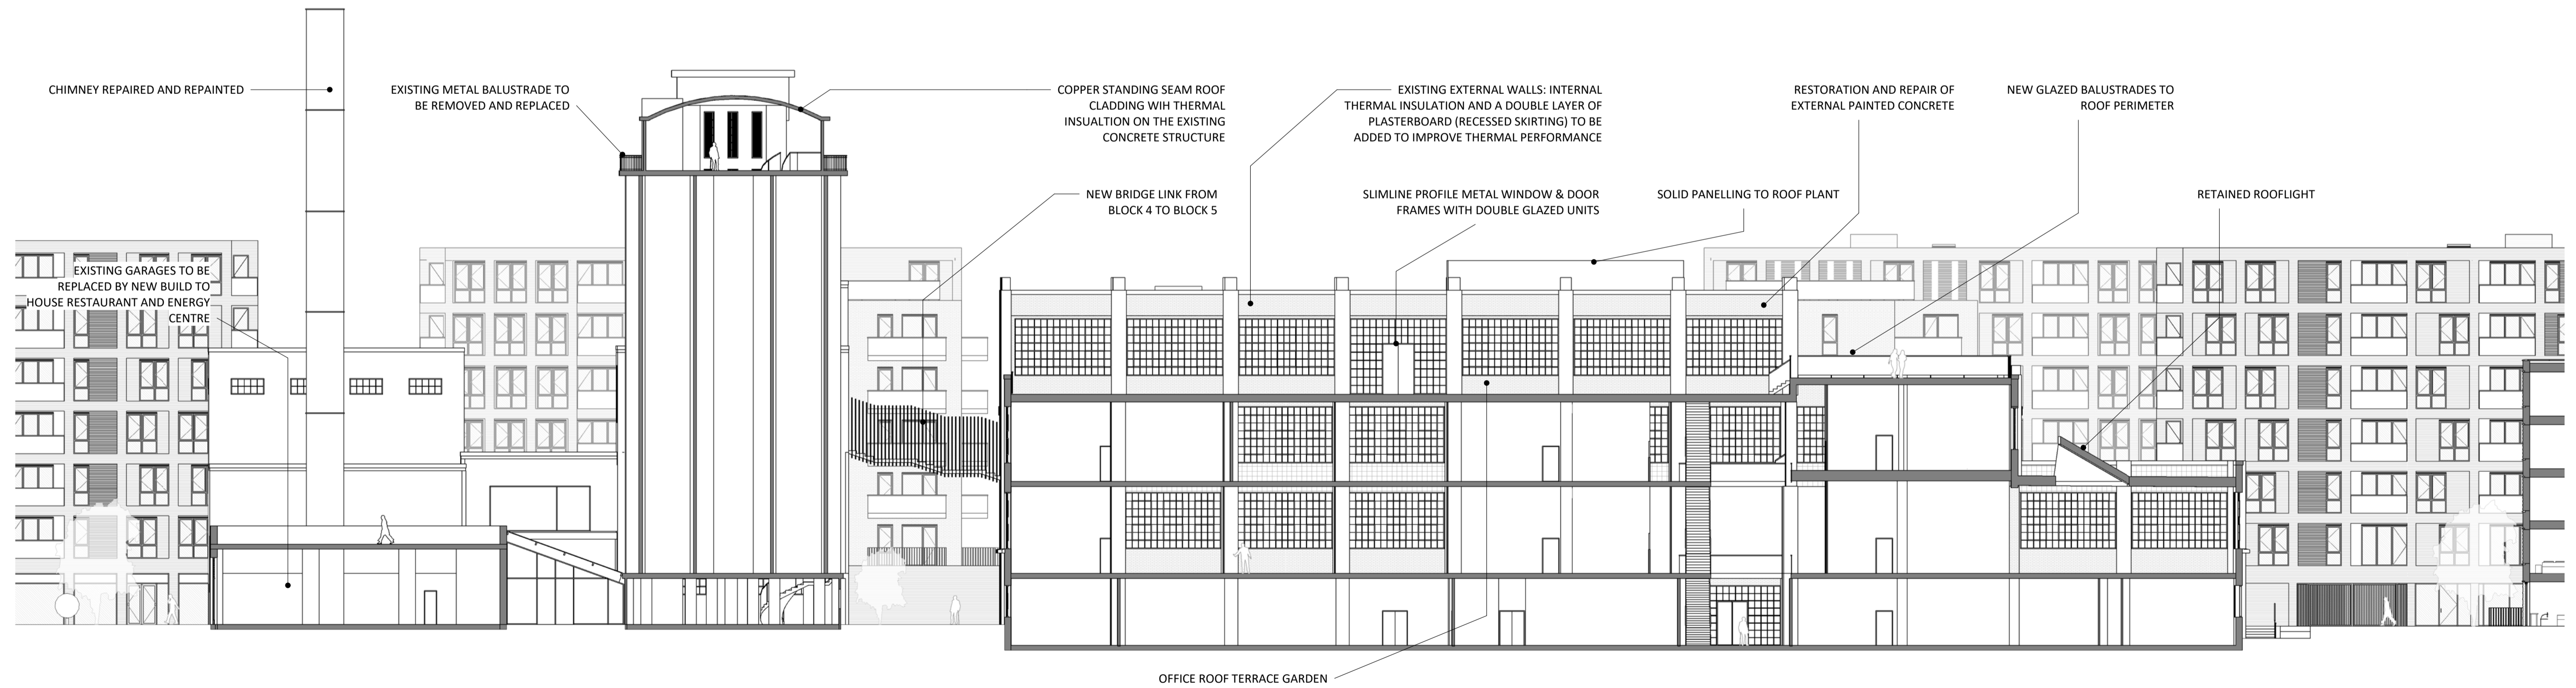 CHIMNEY REPAIRED AND REPAINTED
EXISTING METAL BALUSTRADE TO
BE REMOVED AND REPLACED
COPPER STANDING SEAM ROOF
CLADDING WIH THERMAL
INSUALTION ON THE EXISTING
CONCRETE STRUCTURE
EXISTING EXTERNAL WALLS: INTERNAL
THERMAL INSULATION AND A DOUBLE LAYER OF
PLASTERBOARD (RECESSED SKIRTING) TO BE
ADDED TO IMPROVE THERMAL PERFORMANCE
RESTORATION AND REPAIR OF
EXTERNAL PAINTED CONCRETE
NEW GLAZED BALUSTRADES TO
ROOF PERIMETER
NEW BRIDGE LINK FROM
BLOCK 4 TO BLOCK 5
SLIMLINE PROFILE METAL WINDOW & DOOR
FRAMES WITH DOUBLE GLAZED UNITS
SOLID PANELLING TO ROOF PLANT
RETAINED ROOFLIGHT
EXISTING GARAGES TO BE
REPLACED BY NEW BUILD TO
HOUSE RESTAURANT AND ENERGY
CENTRE
OFFICE ROOF TERRACE GARDEN